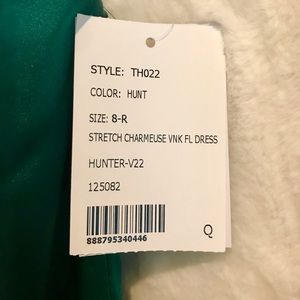 STYLE: TH022
COLOR: HUNT
SIZE: 8-R
STRETCH CHARMEUSE VNK FL DRESS
HUNTER-V22
125082
888795340446
Q